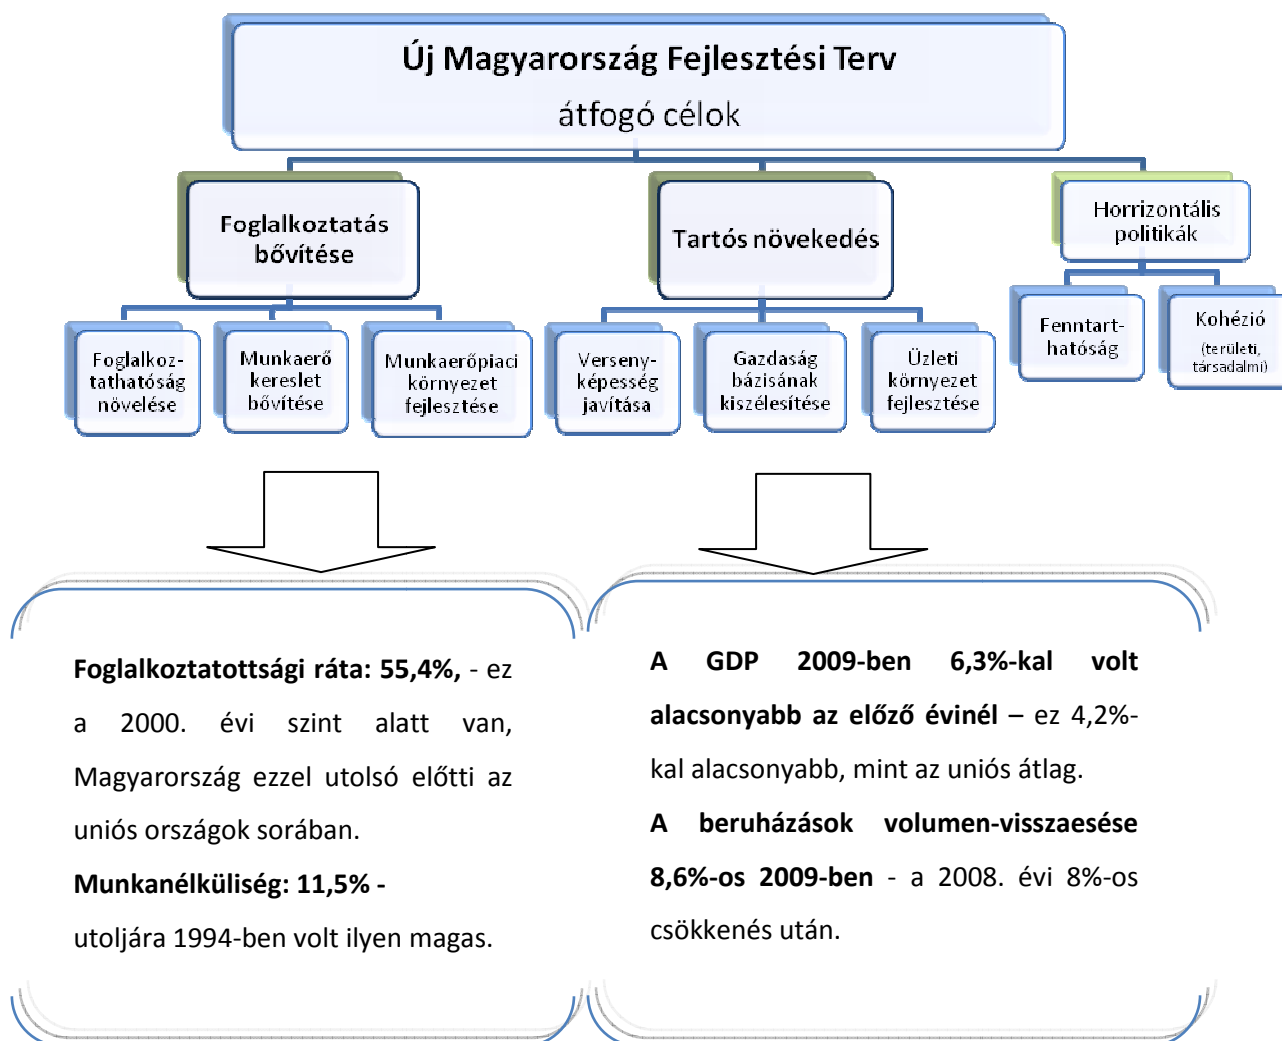 Új Magyarország Fejlesztési Terv
átfogó célok
Foglalkoztatás
bővítése
Tartós növekedés
Horrizontális
politikák
Foglalkoz-
tathatóság
növelése
Munkaerő
kereslet
bővítése
Munkaerőpiaci
környezet
fejlesztése
Verseny-
képesség
javítása
Gazdaság
bázisának
kiszélesítése
Üzleti
környezet
fejlesztése
Fenntart-
hatóság
Kohézió
(területi,
társadalmi)
Foglalkoztatottsági ráta: 55,4%, - ez
a 2000. évi szint alatt van,
Magyarország ezzel utolsó előtti az
uniós országok sorában.
Munkanélküliség: 11,5% -
utoljára 1994-ben volt ilyen magas.
A GDP 2009-ben 6,3%-kal volt
alacsonyabb az előző évinél – ez 4,2%-
kal alacsonyabb, mint az uniós átlag.
A beruházások volumen-visszaesése
8,6%-os 2009-ben - a 2008. évi 8%-os
csökkenés után.